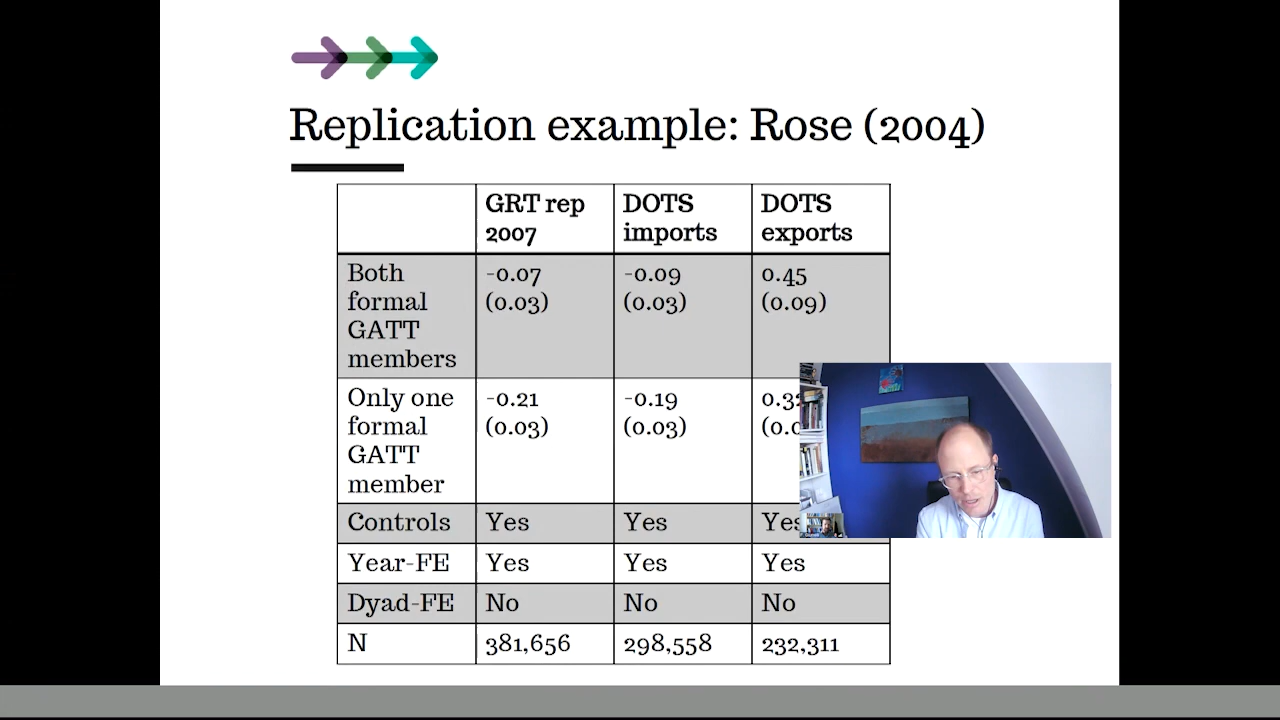 Replication example: Rose (2004)
GRT rep 2007
DOTS imports
DOTS exports
Both formal GATT members
-0.07 (0.03)
-0.09 (0.03)
0.45 (0.09)
Only one formal GATT member
-0.21 (0.03)
-0.19 (0.03)
Controls
Yes
Yes
Yes
Year-FE
Yes
Yes
Yes
Dyad-FE
No
No
No
N
381,656
298,558
232,311